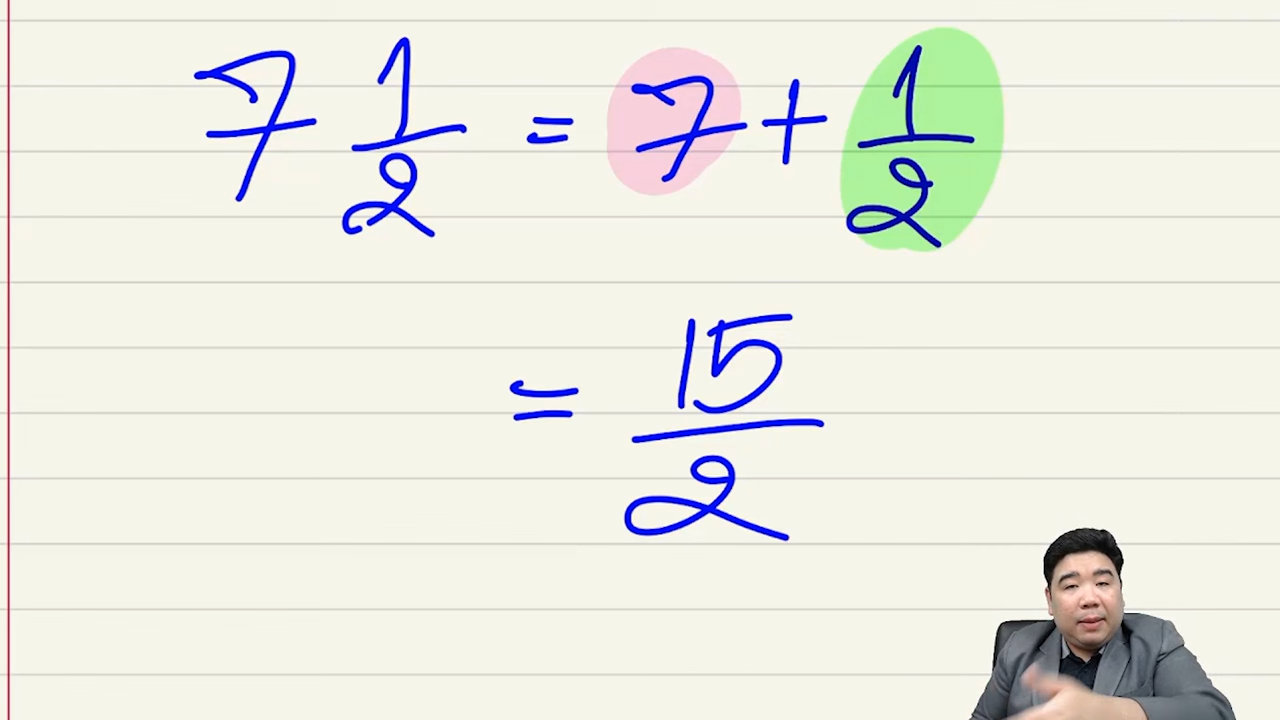 7 1/2 = 7 + 1/2
= 15/2